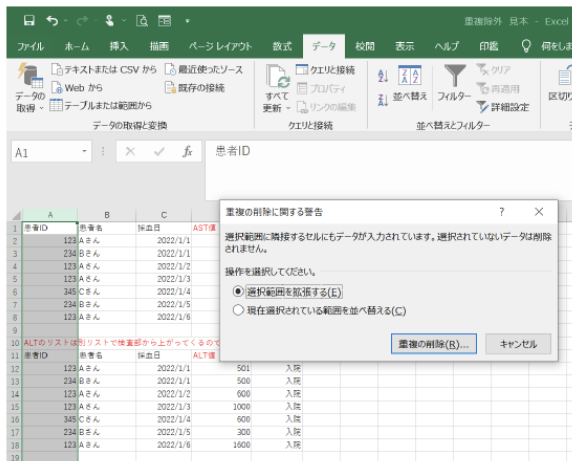 重複除外 見本 - Excel
ファイル ホーム 挿入 描画 ページ レイアウト 数式 データ 校閲 表示 ヘルプ 印鑑 何をしま
データの取得
テキストまたは CSV から
Web から
テーブルまたは範囲から
最近使ったソース
既存の接続
データの取得と変換
すべて更新
クエリと接続
プロパティ
リンクの編集
クエリと接続
並べ替え
フィルター
クリア
再適用
詳細設定
並べ替えとフィルター
区切り
A1 fx 患者ID
A B C
1 患者ID 患者名 採血日 AST値
2 123 Aさん 2022/1/1
3 234 Bさん 2022/1/1
4 123 Aさん 2022/1/2
5 123 Aさん 2022/1/3
6 345 Cさん 2022/1/4
7 234 Bさん 2022/1/5
8 123 Aさん 2022/1/6
9
10 ALTのリストは別リストで検査部から上がってくるので
11 患者ID 患者名 採血日 ALT値
12 123 Aさん 2022/1/1 501 入院
13 234 Bさん 2022/1/1 500 入院
14 123 Aさん 2022/1/2 600 入院
15 123 Aさん 2022/1/3 1000 入院
16 345 Cさん 2022/1/4 600 入院
17 234 Bさん 2022/1/5 300 入院
18 123 Aさん 2022/1/6 1600 入院
19
重複の削除に関する警告 ? ×
選択範囲に隣接するセルにもデータが入力されています。選択されていないデータは削除
されません。
操作を選択してください。
選択範囲を拡張する(E)
現在選択されている範囲を並べ替える(C)
重複の削除(R)... キャンセル